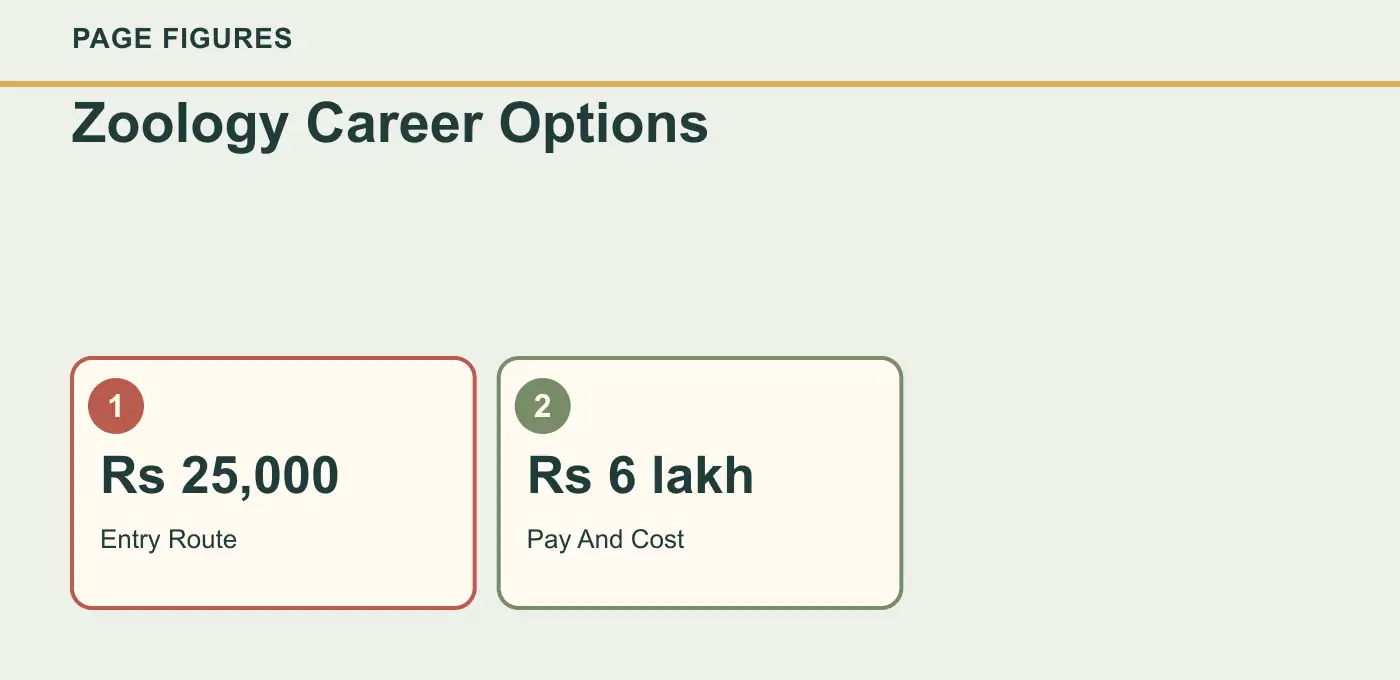 PAGE FIGURES
Zoology Career Options
1
Rs 25,000
Entry Route
2
Rs 6 lakh
Pay And Cost